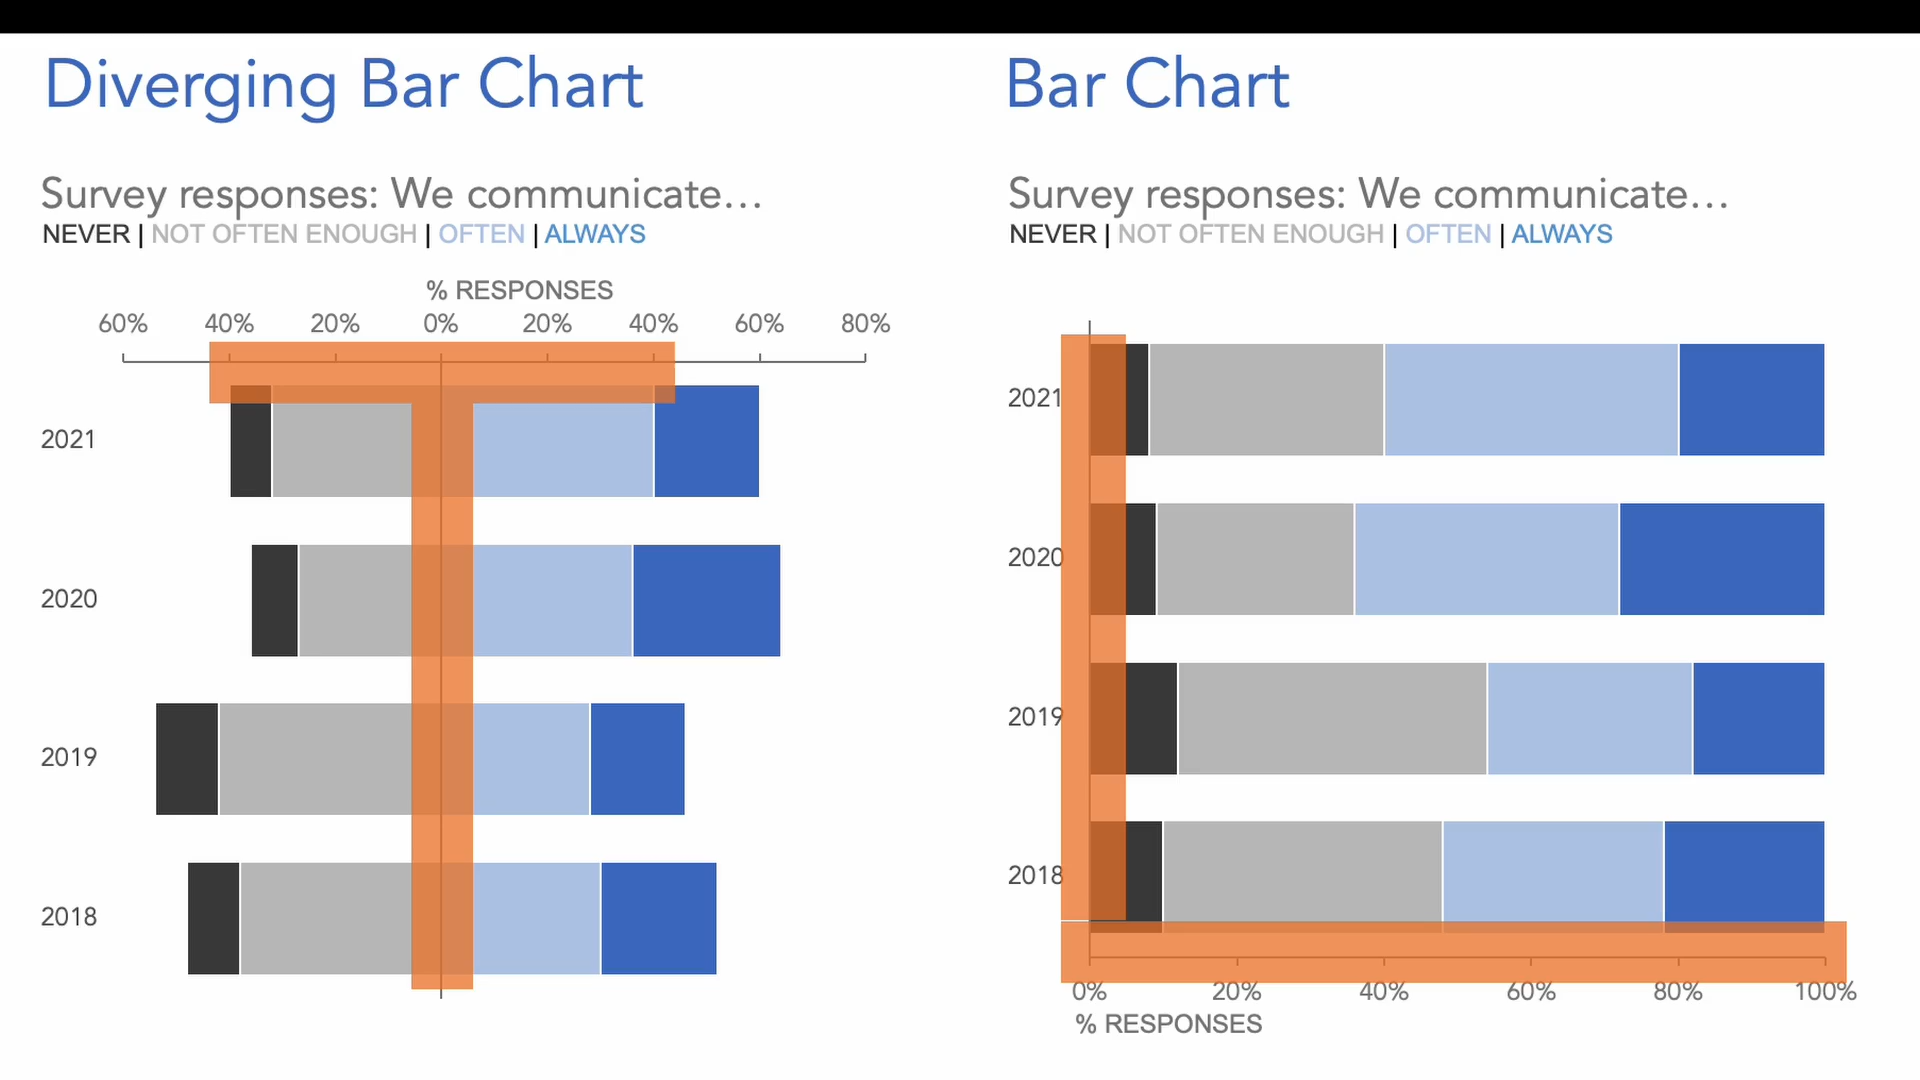 Diverging Bar Chart
Survey responses: We communicate...
NEVER | NOT OFTEN ENOUGH | OFTEN | ALWAYS
% RESPONSES
60% 40% 20% 0% 20% 40% 60% 80%
2021
2020
2019
2018
Bar Chart
Survey responses: We communicate...
NEVER | NOT OFTEN ENOUGH | OFTEN | ALWAYS
2021
2020
2019
2018
0% 20% 40% 60% 80% 100%
% RESPONSES